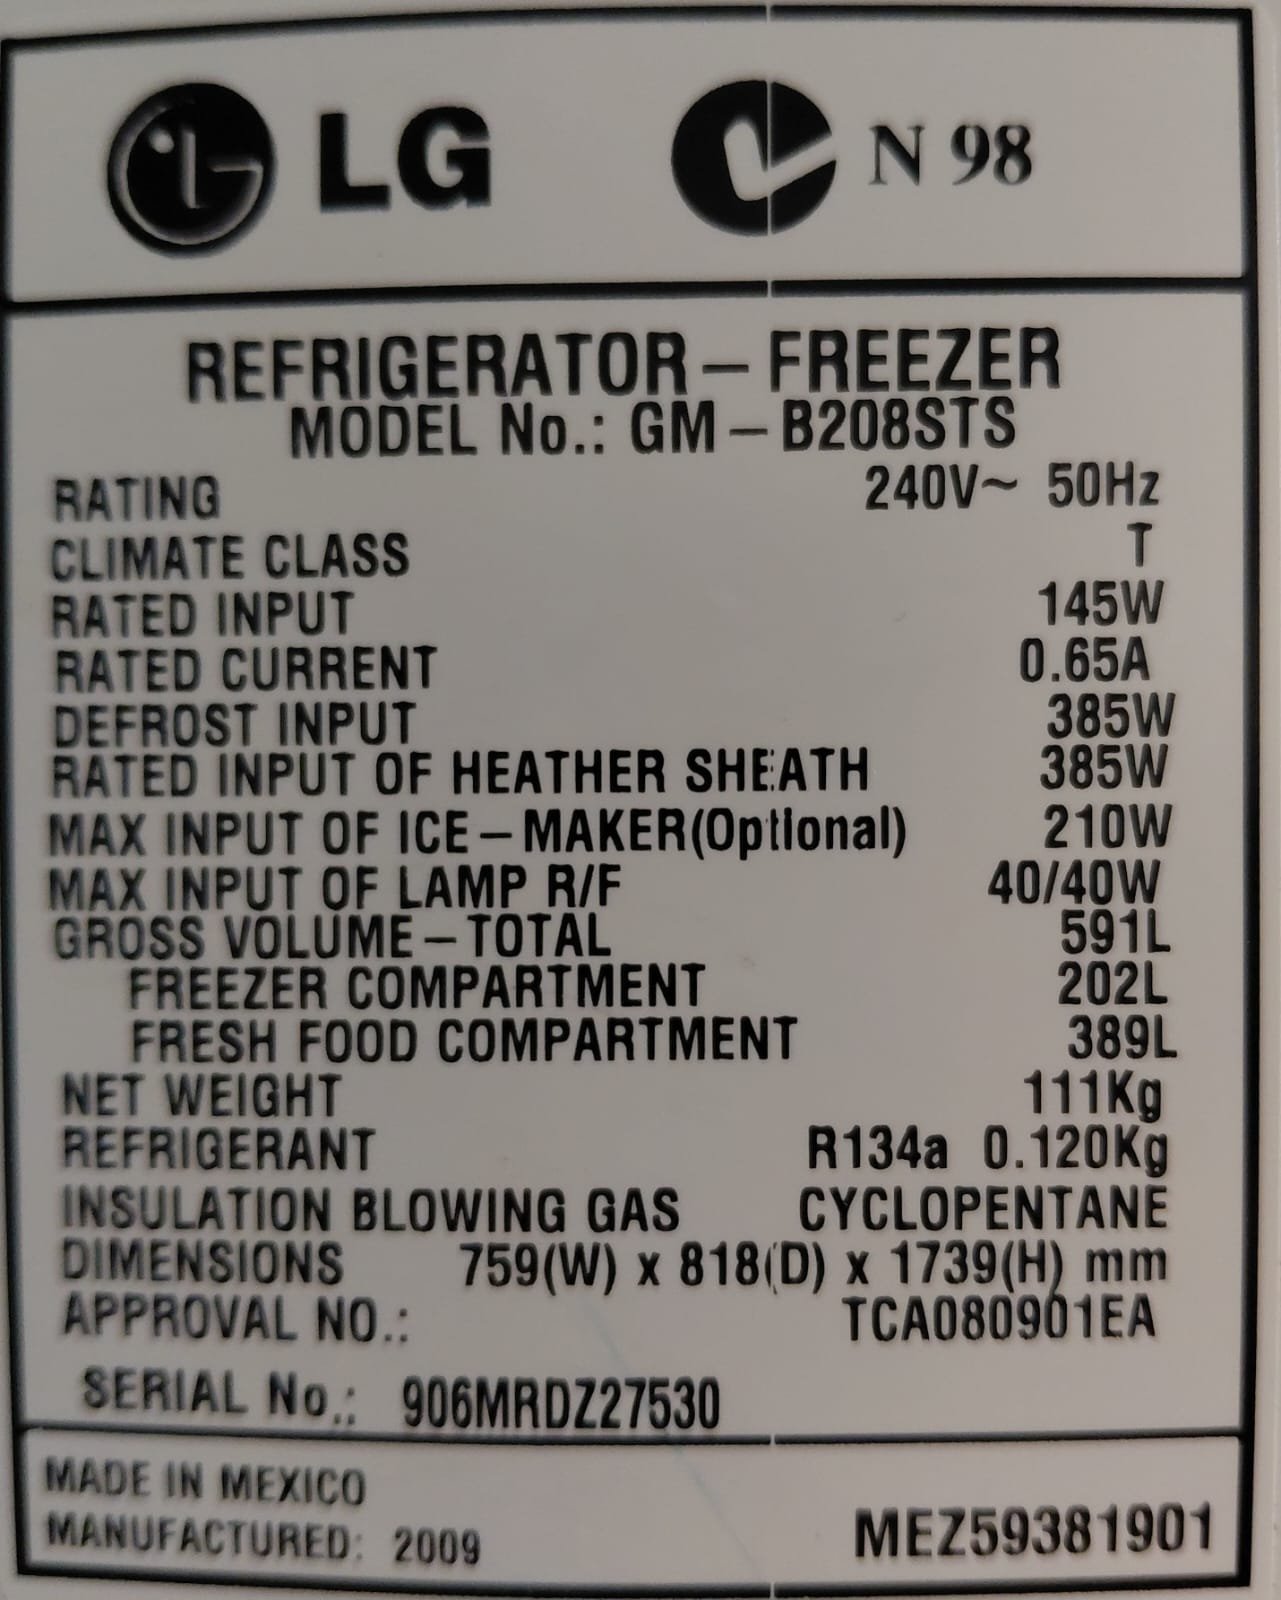 LG N 98
REFRIGERATOR – FREEZER
MODEL No.: GM – B208STS
RATING 240V~ 50Hz
CLIMATE CLASS T
RATED INPUT 145W
RATED CURRENT 0.65A
DEFROST INPUT 385W
RATED INPUT OF HEATHER SHEATH 385W
MAX INPUT OF ICE – MAKER(Optional) 210W
MAX INPUT OF LAMP R/F 40/40W
GROSS VOLUME – TOTAL 591L
FREEZER COMPARTMENT 202L
FRESH FOOD COMPARTMENT 389L
NET WEIGHT 111Kg
REFRIGERANT R134a 0.120Kg
INSULATION BLOWING GAS CYCLOPENTANE
DIMENSIONS 759(W) x 818(D) x 1739(H) mm
APPROVAL NO.: TCA080901EA
SERIAL No.: 906MRDZ27530
MADE IN MEXICO
MANUFACTURED: 2009 MEZ59381901